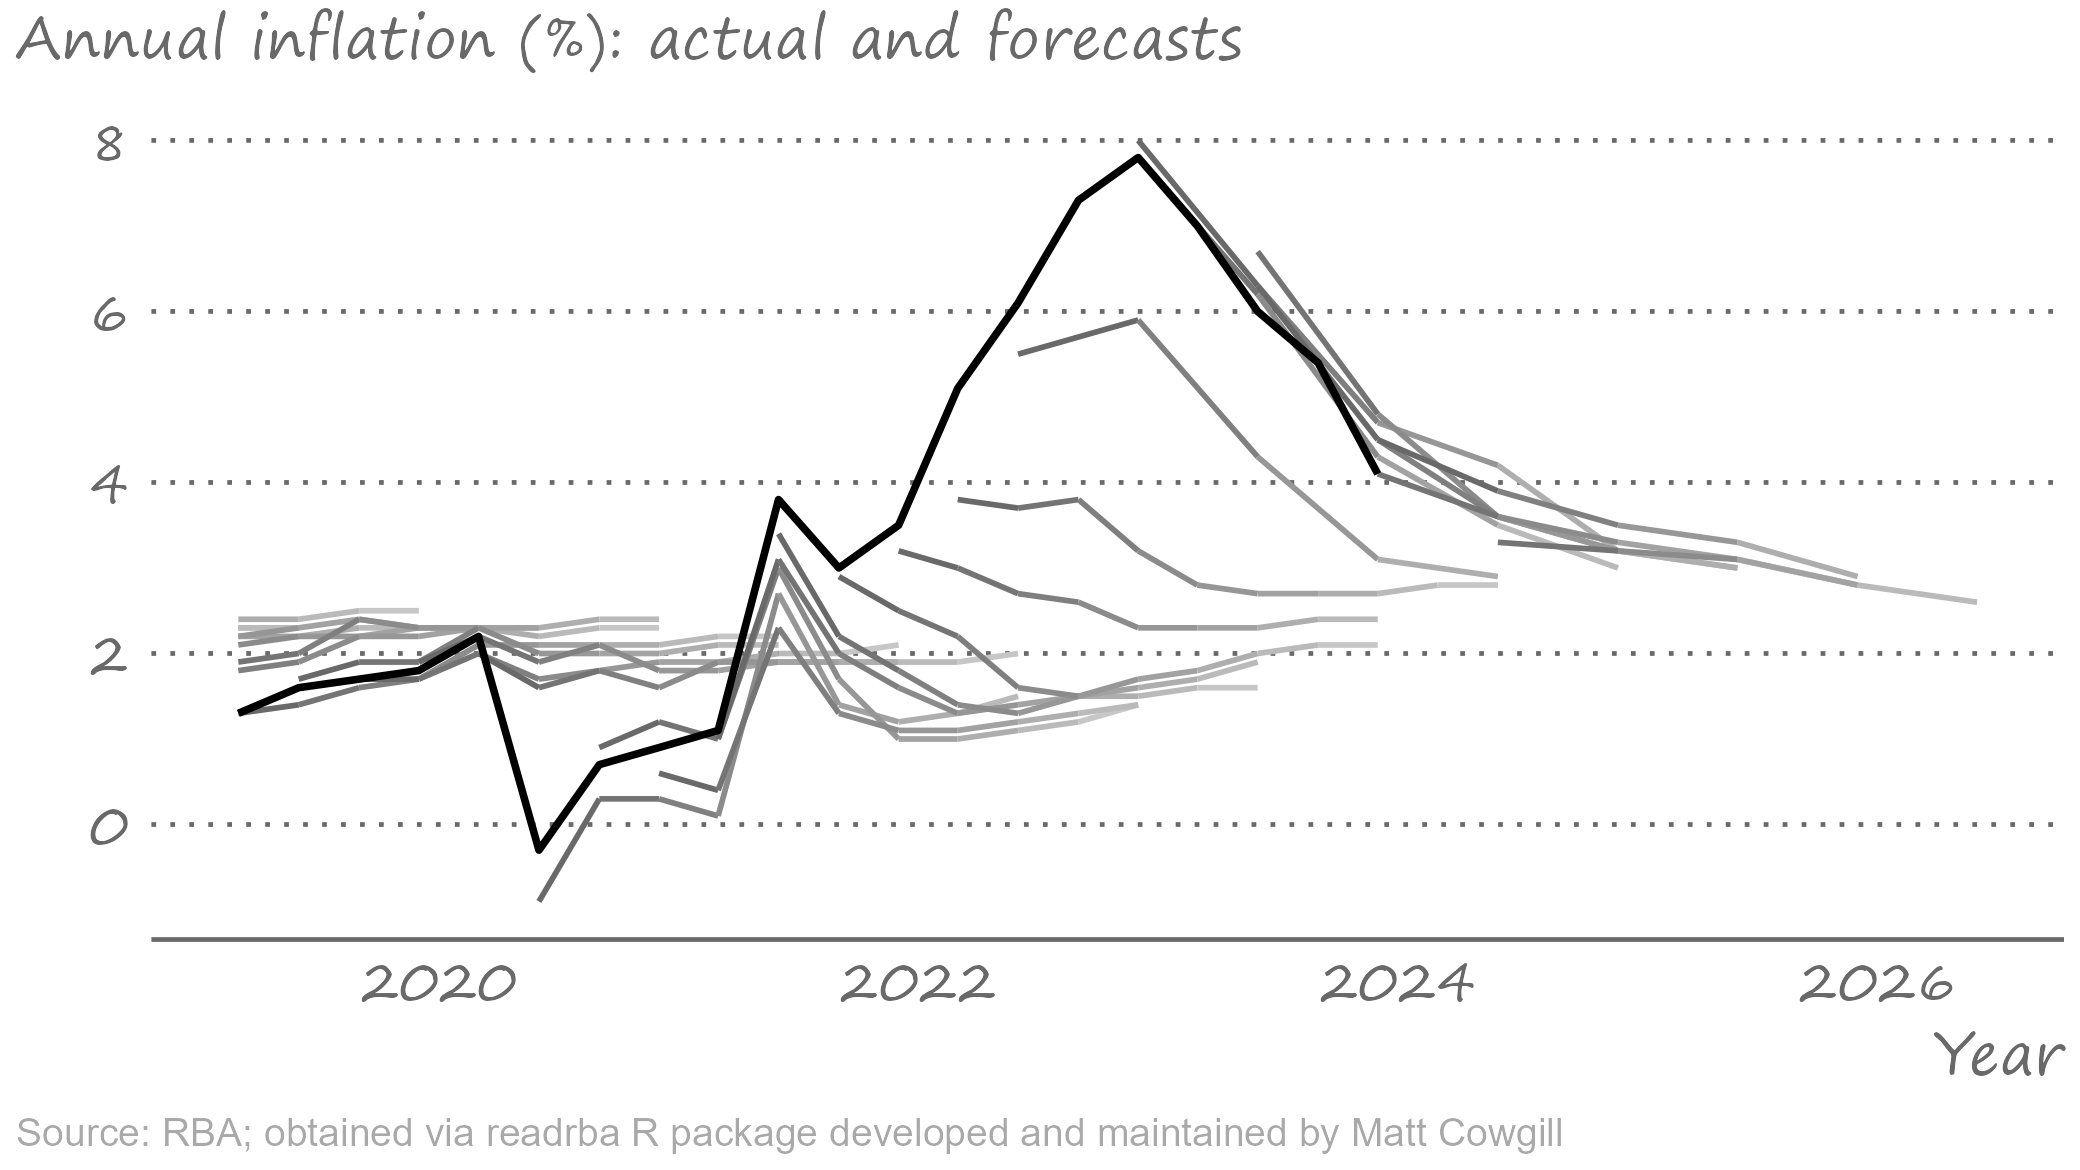 Annual inflation (%): actual and forecasts
8
6
4
2
0
2020 2022 2024 2026
Year
Source: RBA; obtained via readrba R package developed and maintained by Matt Cowgill